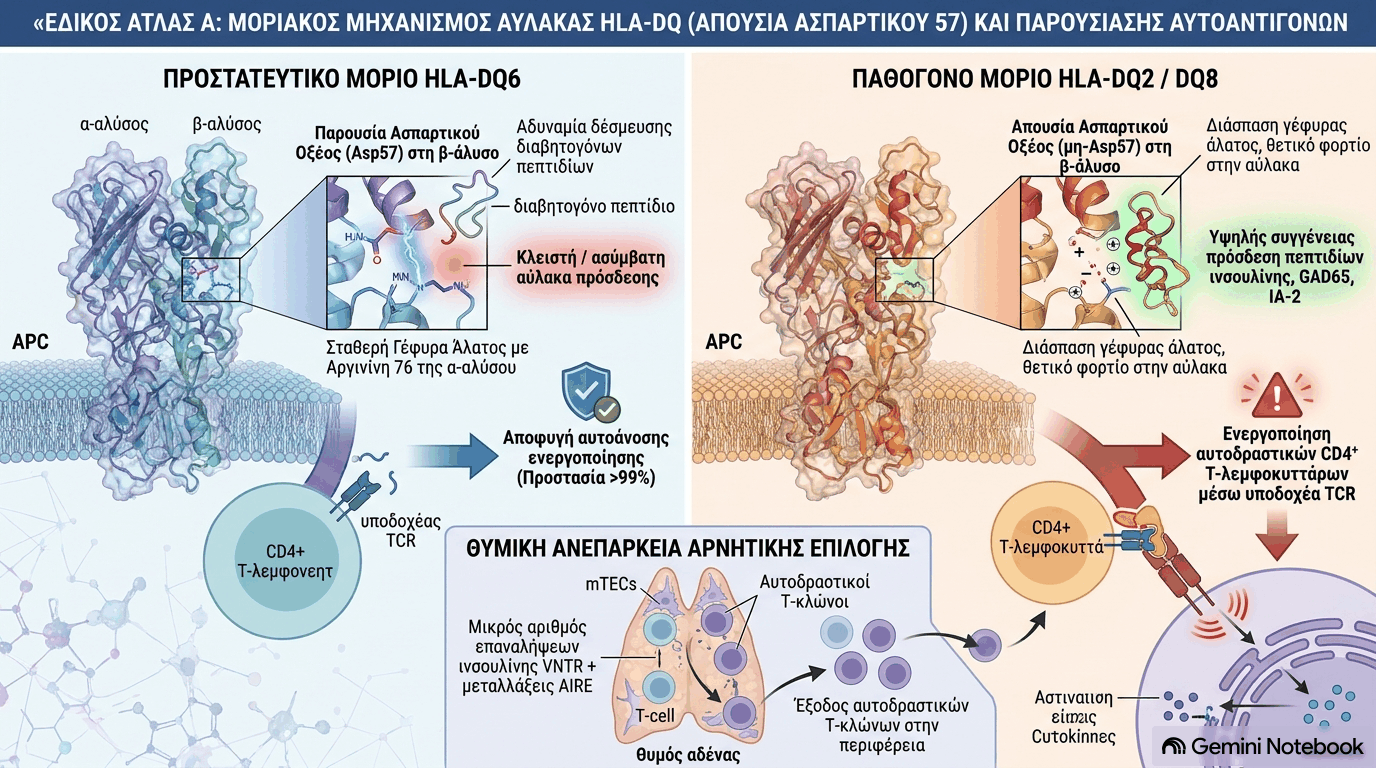 «ΕΔΙΚΟΣ ΑΤΛΑΣ Α: ΜΟΡΙΑΚΟΣ ΜΗΧΑΝΙΣΜΟΣ ΑΥΛΑΚΑΣ HLA-DQ (ΑΠΟΥΣΙΑ ΑΣΠΑΡΤΙΚΟΥ 57) ΚΑΙ ΠΑΡΟΥΣΙΑΣΗΣ ΑΥΤΟΑΝΤΙΓΟΝΩΝ
ΠΡΟΣΤΑΤΕΥΤΙΚΟ ΜΟΡΙΟ HLA-DQ6
α-αλύσος
β-αλύσος
Παρουσία Ασπαρτικού
Οξέος (Asp57) στη β-άλυσο
Αδυναμία δέσμευσης
διαβητογόνων
πεπτιδίων
διαβητογόνο πεπτίδιο
Κλειστή / ασύμβατη
αύλακα πρόσδεσης
H₂N
O
Σταθερή Γέφυρα Άλατος με
Αργινίνη 76 της α-αλύσου
APC
Αποφυγή αυτοάνοσης
ενεργοποίησης
(Προστασία >99%)
υποδοχέας
TCR
CD4+
Τ-λεμφονεητ
ΠΑΘΟΓΟΝΟ ΜΟΡΙΟ HLA-DQ2 / DQ8
Απουσία Ασπαρτικού
Οξέος (μη-Asp57) στη
β-άλυσο
Διάσπαση γέφυρας
άλατος, θετικό φορτίο
στην αύλακα
+
−
Υψηλής συγγένειας
πρόσδεση πεπτιδίων
ινσουλίνης, GAD65,
IA-2
Διάσπαση γέφυρας άλατος,
θετικό φορτίο στην αύλακα
APC
Ενεργοποίηση
αυτοδραστικών CD4⁺
Τ-λεμφοκυττάρων
μέσω υποδοχέα TCR
CD4+
Τ-λεμφοκυττά
ΘΥΜΙΚΗ ΑΝΕΠΑΡΚΕΙΑ ΑΡΝΗΤΙΚΗΣ ΕΠΙΛΟΓΗΣ
mTECs
Αυτοδραστικοί
Τ-κλώνοι
Μικρός αριθμός
επαναλήψεων
ινσουλίνης VNTR +
μεταλλάξεις AIRE
T-cell
Θυμός αδένας
Έξοδος αυτοδραστικών
Τ-κλώνων στην
περιφέρεια
Cutokinnec
Gemini Notebook